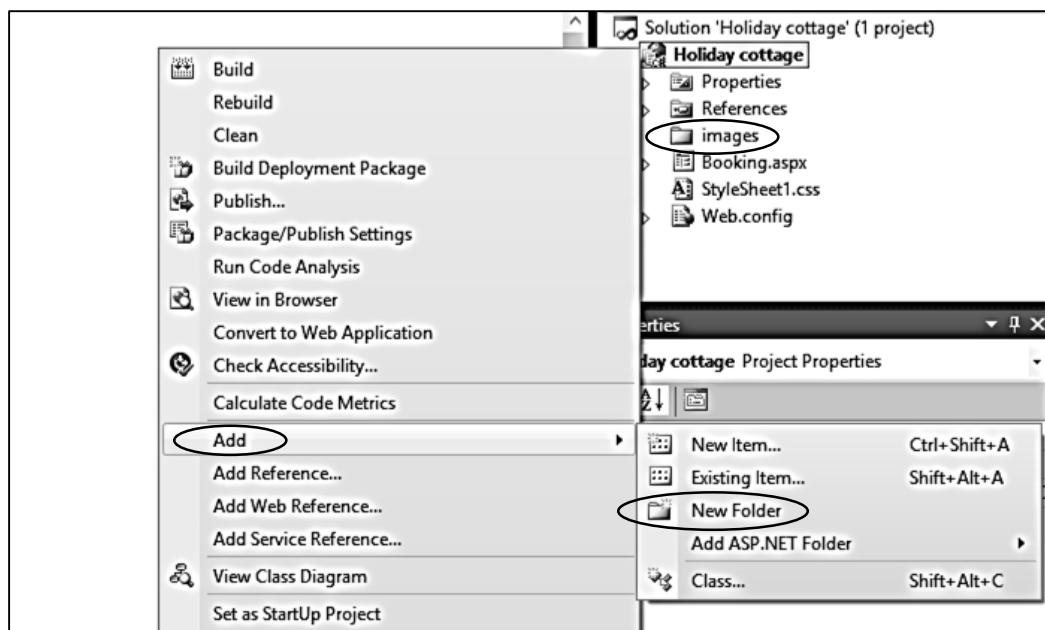 Solution 'Holiday cottage' (1 project)
Holiday cottage
Properties
References
images
Booking.aspx
StyleSheet1.css
Web.config
Build
Rebuild
Clean
Build Deployment Package
Publish...
Package/Publish Settings
Run Code Analysis
View in Browser
Convert to Web Application
Check Accessibility...
Calculate Code Metrics
Add
Add Reference...
Add Web Reference...
Add Service Reference...
View Class Diagram
Set as StartUp Project
erties
day cottage Project Properties
New Item... Ctrl+Shift+A
Existing Item... Shift+Alt+A
New Folder
Add ASP.NET Folder
Class... Shift+Alt+C